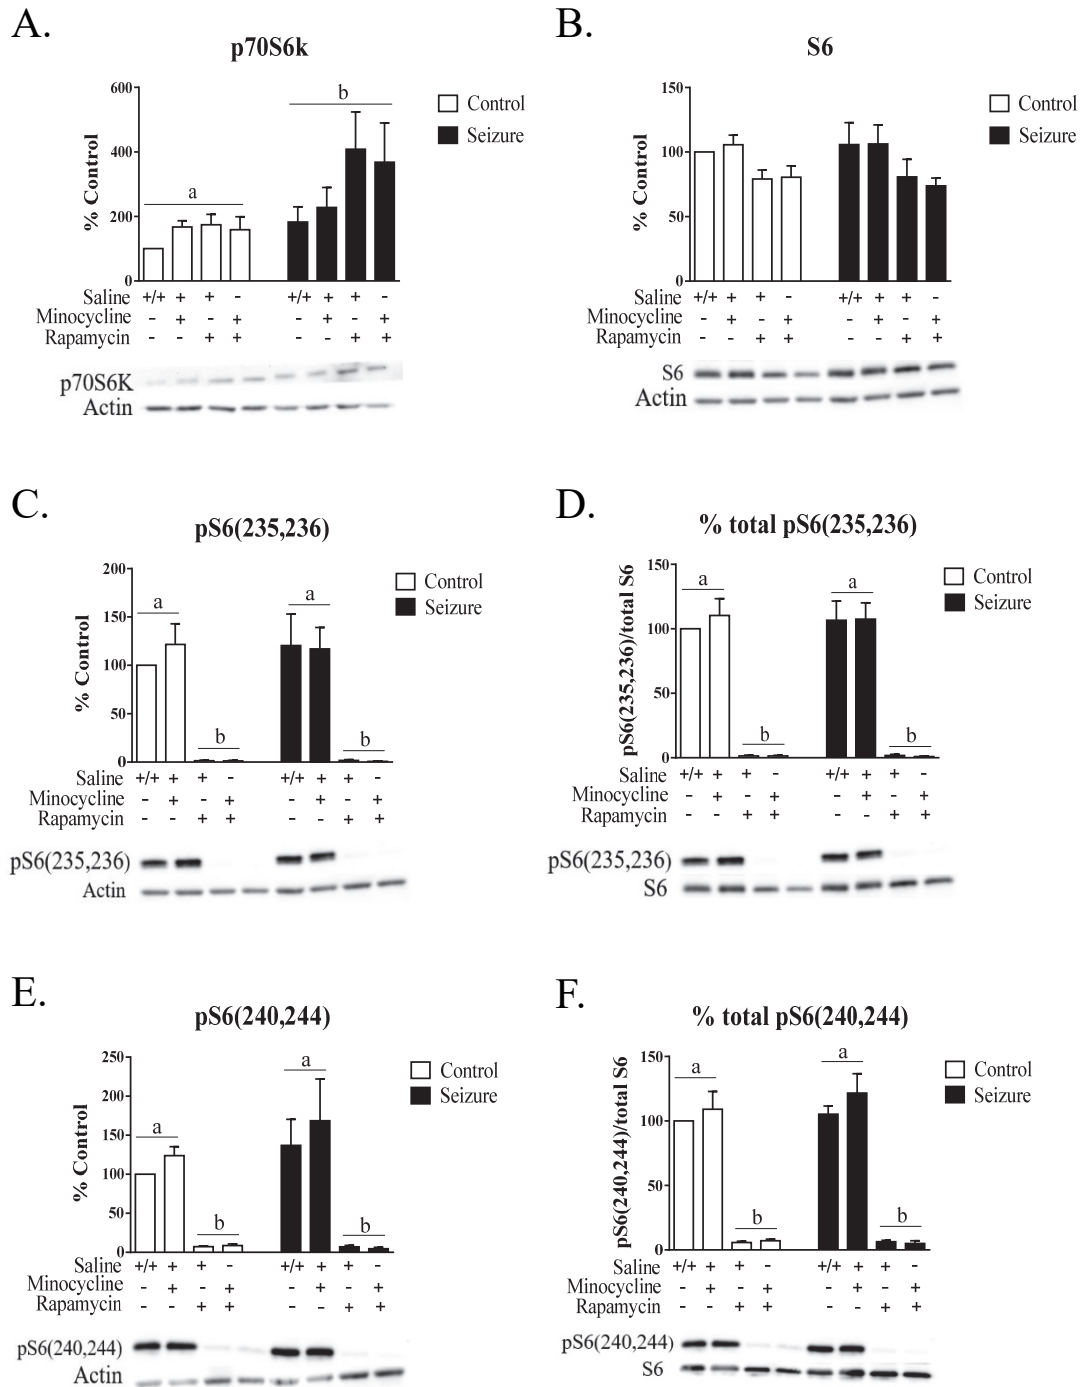 A.
p70S6k
600
400
200
0
% Control
a
b
Control
Seizure
Saline +/+ + + - +/+ + + -
Minocycline - + - + - + - +
Rapamycin - - + + - - + +
p70S6K
Actin
B.
S6
150
100
50
0
% Control
Control
Seizure
Saline +/+ + + - +/+ + + -
Minocycline - + - + - + - +
Rapamycin - - + + - - + +
S6
Actin
C.
pS6(235,236)
200
150
100
50
0
% Control
a
b
a
b
Control
Seizure
Saline +/+ + + - +/+ + + -
Minocycline - + - + - + - +
Rapamycin - - + + - - + +
pS6(235,236)
Actin
D.
% total pS6(235,236)
150
100
50
0
pS6(235,236)/total S6
a
b
a
b
Control
Seizure
Saline +/+ + + - +/+ + + -
Minocycline - + - + - + - +
Rapamycin - - + + - - + +
pS6(235,236)
S6
E.
pS6(240,244)
250
200
150
100
50
0
% Control
a
b
a
b
Control
Seizure
Saline +/+ + + - +/+ + + -
Minocycline - + - + - + - +
Rapamycin - - + + - - + +
pS6(240,244)
Actin
F.
% total pS6(240,244)
150
100
50
0
pS6(240,244)/total S6
a
b
a
b
Control
Seizure
Saline +/+ + + - +/+ + + -
Minocycline - + - + - + - +
Rapamycin - - + + - - + +
pS6(240,244)
S6